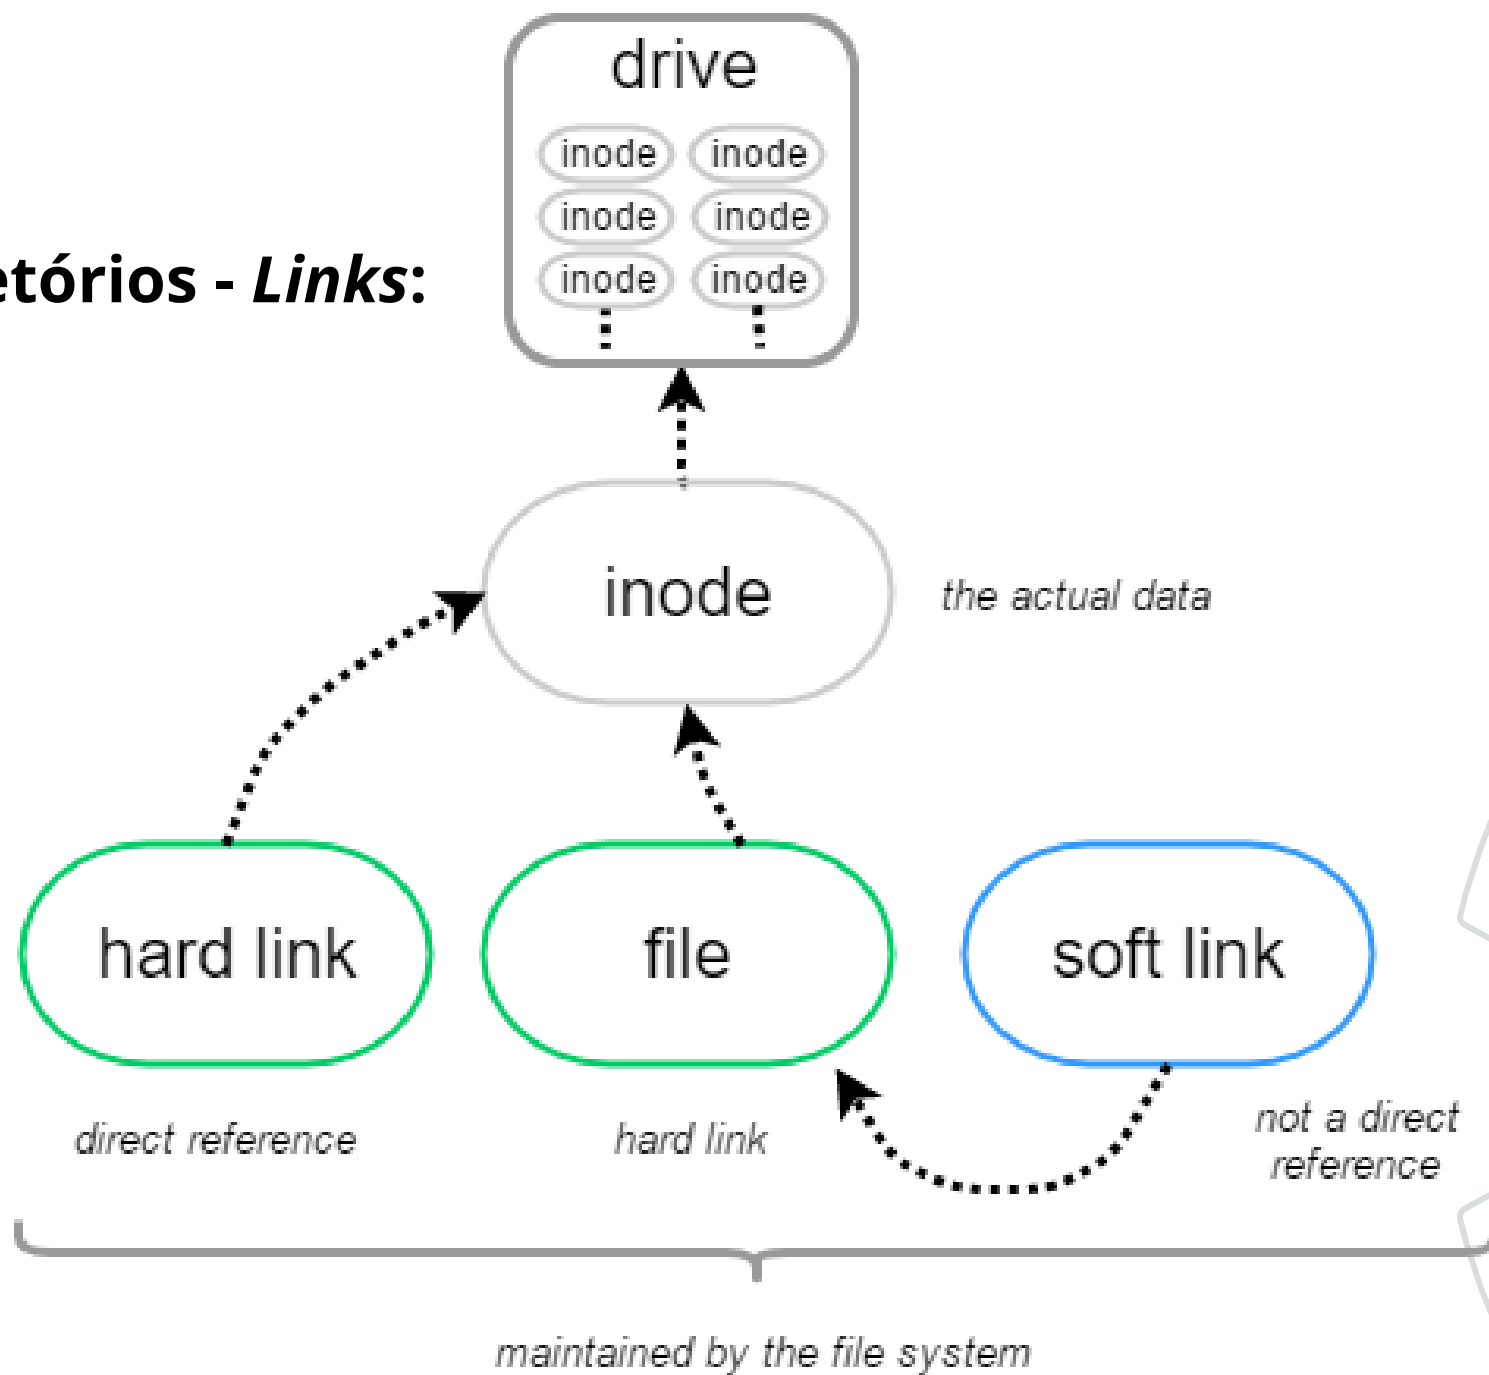 drive
inode inode
inode inode
etórios - Links:
inode inode
inode
the actual data
hard link
file
soft link
direct reference
hard link
not a direct
reference
maintained by the file system